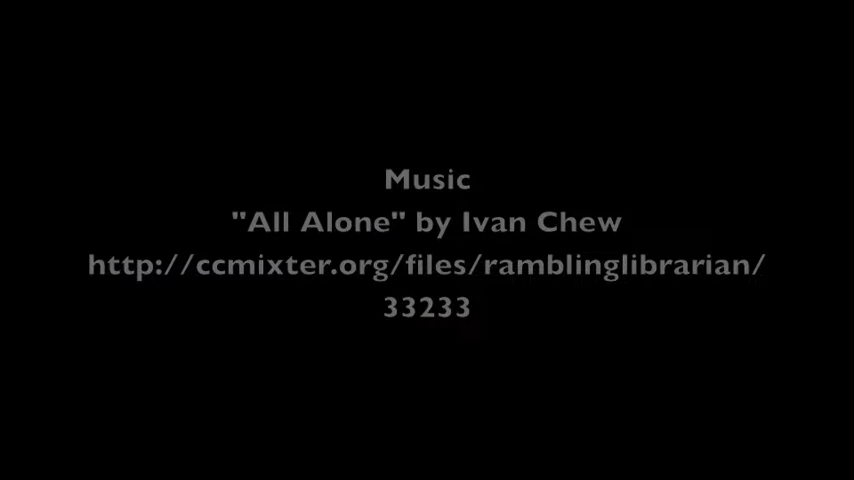 Music
"All Alone" by Ivan Chew
http://ccmixter.org/files/ramblinglibrarian/
33233